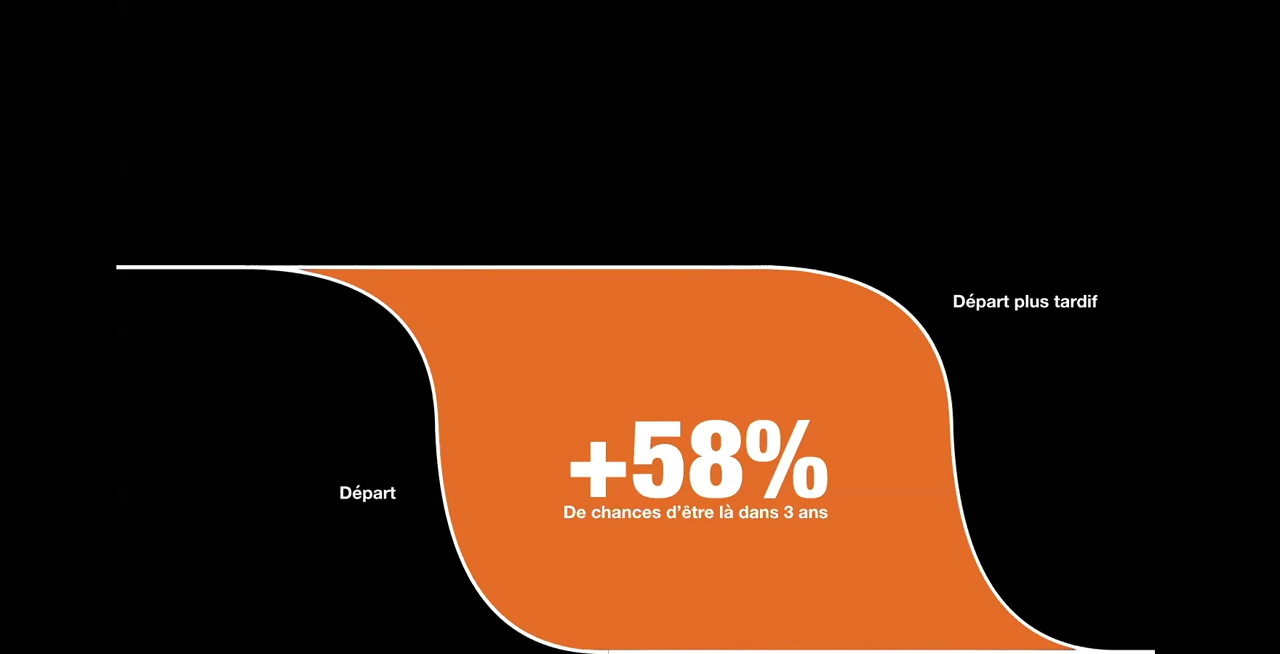 Départ plus tardif
+58%
Départ
De chances d’être là dans 3 ans